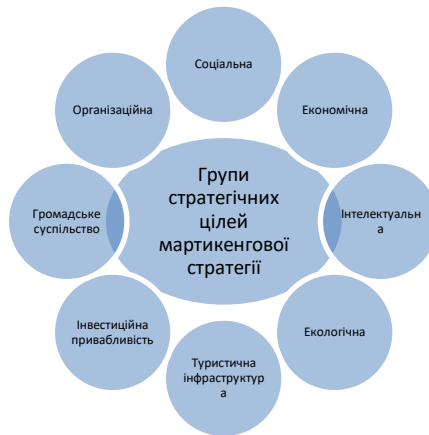 Соціальна
Організаційна
Економічна
Групи
стратегічних
цілей
мартикенгової
стратегії
Громадське
суспільство
Інтелектуальн
а
Інвестиційна
привабливість
Екологічна
Туристична
інфраструктур
а